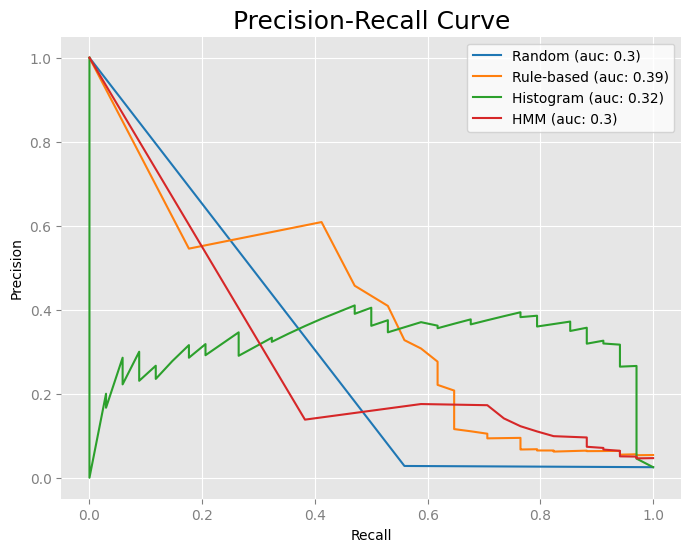 Precision-Recall Curve
Random (auc: 0.3)
Rule-based (auc: 0.39)
Histogram (auc: 0.32)
HMM (auc: 0.3)
Precision
1.0
0.8
0.6
0.4
0.2
0.0
0.0 0.2 0.4 0.6 0.8 1.0
Recall